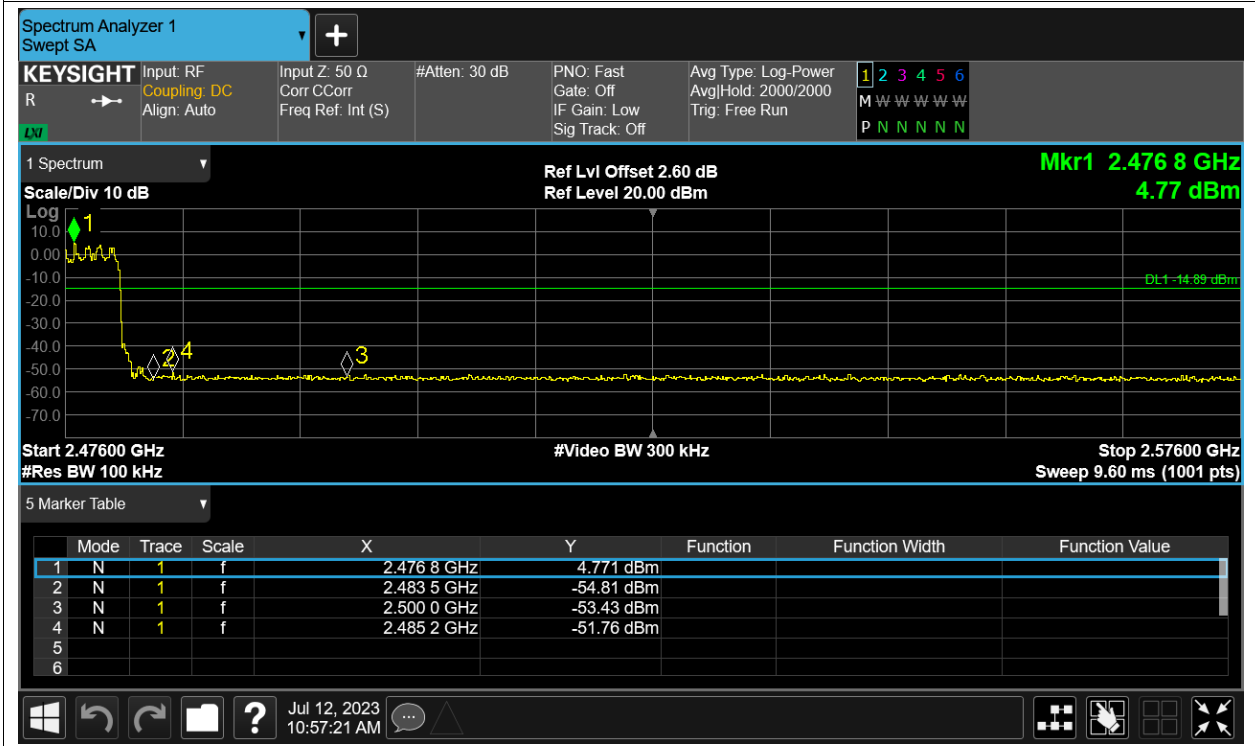 Spectrum Analyzer 1
Swept SA
+
KEYSIGHT
R
LXI
Input: RF
Coupling: DC
Align: Auto
Input Z: 50 Ω
Corr CCorr
Freq Ref: Int (S)
#Atten: 30 dB
PNO: Fast
Gate: Off
IF Gain: Low
Sig Track: Off
Avg Type: Log-Power
Avg|Hold: 2000/2000
Trig: Free Run
1 2 3 4 5 6
M W W W W W
P N N N N N
1 Spectrum
Scale/Div 10 dB
Ref Lvl Offset 2.60 dB
Ref Level 20.00 dBm
Mkr1 2.476 8 GHz
4.77 dBm
Log
10.0
0.00
-10.0
-20.0
-30.0
-40.0
-50.0
-60.0
-70.0
1
2
4
3
DL1 -14.89 dBm
Start 2.47600 GHz
#Res BW 100 kHz
#Video BW 300 kHz
Stop 2.57600 GHz
Sweep 9.60 ms (1001 pts)
5 Marker Table
Mode Trace Scale X Y Function Function Width Function Value
1 N 1 f 2.476 8 GHz 4.771 dBm
2 N 1 f 2.483 5 GHz -54.81 dBm
3 N 1 f 2.500 0 GHz -53.43 dBm
4 N 1 f 2.485 2 GHz -51.76 dBm
5
6
?
Jul 12, 2023
10:57:21 AM